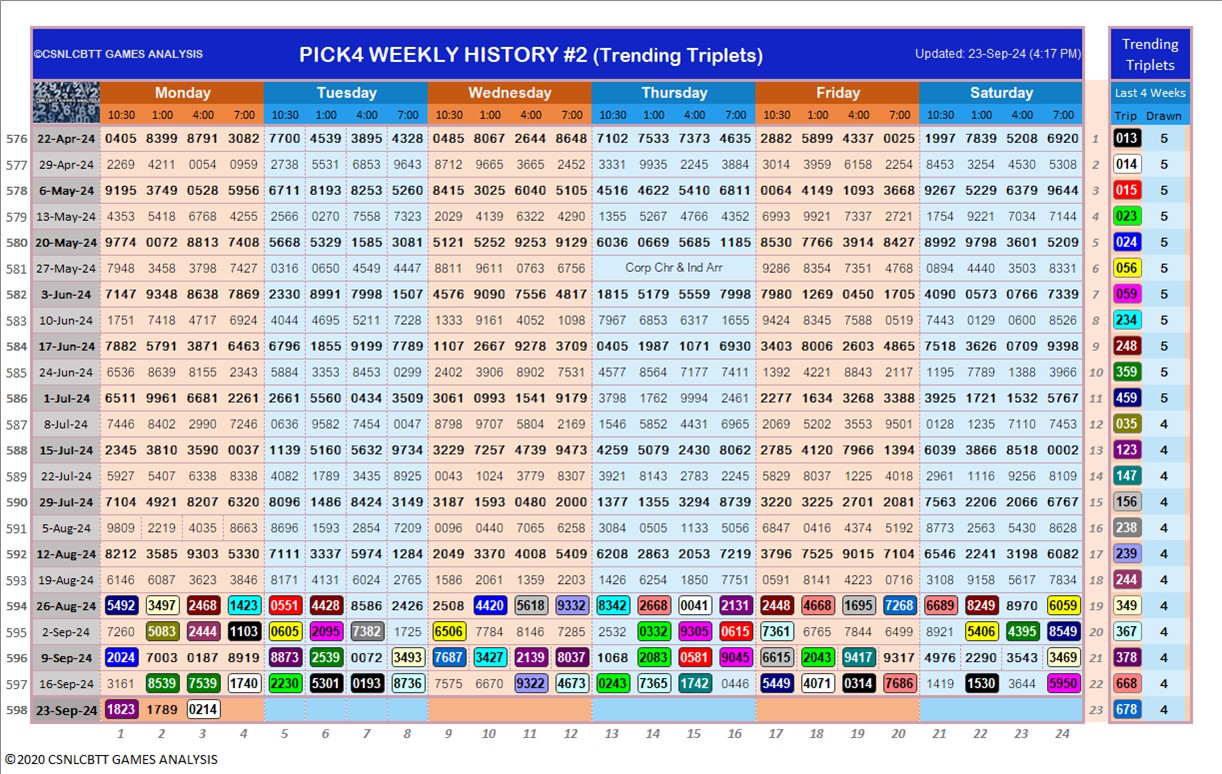 ©CSNLCBTT GAMES ANALYSIS PICK4 WEEKLY HISTORY #2 (Trending Triplets) Updated: 23-Sep-24 (4:17 PM)
Trending
Triplets
Monday Tuesday Wednesday Thursday Friday Saturday Last 4 Weeks
10:30 1:00 4:00 7:00 10:30 1:00 4:00 7:00 10:30 1:00 4:00 7:00 10:30 1:00 4:00 7:00 10:30 1:00 4:00 7:00 10:30 1:00 4:00 7:00 Trip Drawn
576 22-Apr-24 0405 8399 8791 3082 7700 4539 3895 4328 0485 8067 2644 8648 7102 7533 7373 4635 2882 5899 4337 0025 1997 7839 5208 6920 1 013 5
577 29-Apr-24 2269 4211 0054 0959 2738 5531 6853 9643 8712 9665 3665 2452 3331 9935 2245 3884 3014 3959 6158 2254 8453 3254 4530 5308 2 014 5
578 6-May-24 9195 3749 0528 5956 6711 8193 8253 5260 8415 3025 6040 5105 4516 4622 5410 6811 0064 4149 1093 3668 9267 5229 6379 9644 3 015 5
579 13-May-24 4353 5418 6768 4255 2566 0270 7558 7323 2029 4139 6322 4290 1355 5267 4766 4352 6993 9921 7337 2721 1754 9221 7034 7144 4 023 5
580 20-May-24 9774 0072 8813 7408 5668 5329 1585 3081 5121 5252 9253 9129 6036 0669 5685 1185 8530 7766 3914 8427 8992 9798 3601 5209 5 024 5
581 27-May-24 7948 3458 3798 7427 0316 0650 4549 4447 8811 9611 0763 6756 Corp Chr & Ind Arr 9286 8354 7351 4768 0894 4440 3503 8331 6 056 5
582 3-Jun-24 7147 9348 8638 7869 2330 8991 7998 1507 4576 9090 7556 4817 1815 5179 5559 7998 7980 1269 0450 1705 4090 0573 0766 7339 7 059 5
583 10-Jun-24 1751 7418 4717 6924 4044 4695 5211 7228 1333 9161 4052 1098 7967 6853 6317 1655 9424 8345 7588 0519 7443 0129 0600 8526 8 234 5
584 17-Jun-24 7882 5791 3871 6463 6796 1855 9199 7789 1107 2667 9278 3709 0405 1987 1071 6930 3403 8006 2603 4865 7518 3626 0709 9398 9 248 5
585 24-Jun-24 6536 8639 8155 2343 5884 3353 8453 0299 2402 3906 8902 7531 4577 8564 7177 7411 1392 4221 8843 2117 1195 7789 1388 3966 10 359 5
586 1-Jul-24 6511 9961 6681 2261 2661 5560 0434 3509 3061 0993 1541 9179 3798 1762 9994 2461 2277 1634 3268 3388 3925 1721 1532 5767 11 459 5
587 8-Jul-24 7446 8402 2990 7246 0636 9582 7454 0047 8798 9707 5804 2169 1546 5852 4431 6965 2069 5202 3553 9501 0128 1235 7110 7453 12 035 4
588 15-Jul-24 2345 3810 3590 0037 1139 5160 5632 9734 3229 7257 4739 9473 4259 5079 2430 8062 2785 4120 7966 1394 6039 3866 8518 0002 13 123 4
589 22-Jul-24 5927 5407 6338 8338 4082 1789 3435 8925 4043 1024 3779 8307 3921 8143 7872 2245 5829 8037 1225 4018 2961 1116 9256 8109 14 147 4
590 29-Jul-24 7104 4921 8207 6320 8096 1486 8424 3149 3187 1593 0480 2000 1377 1355 3294 8739 3220 3225 2701 2081 7563 2206 2066 6767 15 156 4
591 5-Aug-24 9809 2219 4035 8663 8696 1593 2854 7209 9096 0440 7065 6258 3084 0505 1133 5056 6847 0416 4374 5192 8773 2563 5430 8628 16 238 4
592 12-Aug-24 8212 3585 9303 5330 7111 3337 5974 1284 2049 3370 4008 5409 6208 2863 2053 7219 3796 7525 9015 7104 6546 2241 3198 6082 17 239 4
593 19-Aug-24 6146 6087 3623 3846 8171 4131 6024 2765 1586 2061 1359 2203 1426 6254 1850 7751 0591 8141 4223 0716 3108 9158 5617 7834 18 244 4
594 26-Aug-24 5492 3497 2468 1423 0551 4428 8586 2426 2508 4420 5618 9332 8342 2668 0041 2131 2448 4668 1695 7268 6689 8249 8970 6059 19 349 4
595 2-Sep-24 7260 5083 2444 1103 0605 2095 7382 1725 6506 7784 8146 7285 2532 0332 9305 0615 7361 6765 7844 6499 8921 5406 4395 8549 20 367 4
596 9-Sep-24 2024 7003 0187 8919 8873 2539 0072 3493 7687 3427 2139 8037 1068 2083 0581 9045 6615 2043 9417 9317 4976 2290 3543 3469 21 378 4
597 16-Sep-24 3161 8539 7539 1740 2230 5301 0193 8736 7575 6670 9322 4673 0243 7365 1742 0446 5449 4071 0314 7686 1419 1530 3644 5950 22 668 4
598 23-Sep-24 1823 1789 0214 23 678 4
1 2 3 4 5 6 7 8 9 10 11 12 13 14 15 16 17 18 19 20 21 22 23 24
©2020 CSNLCBTT GAMES ANALYSIS